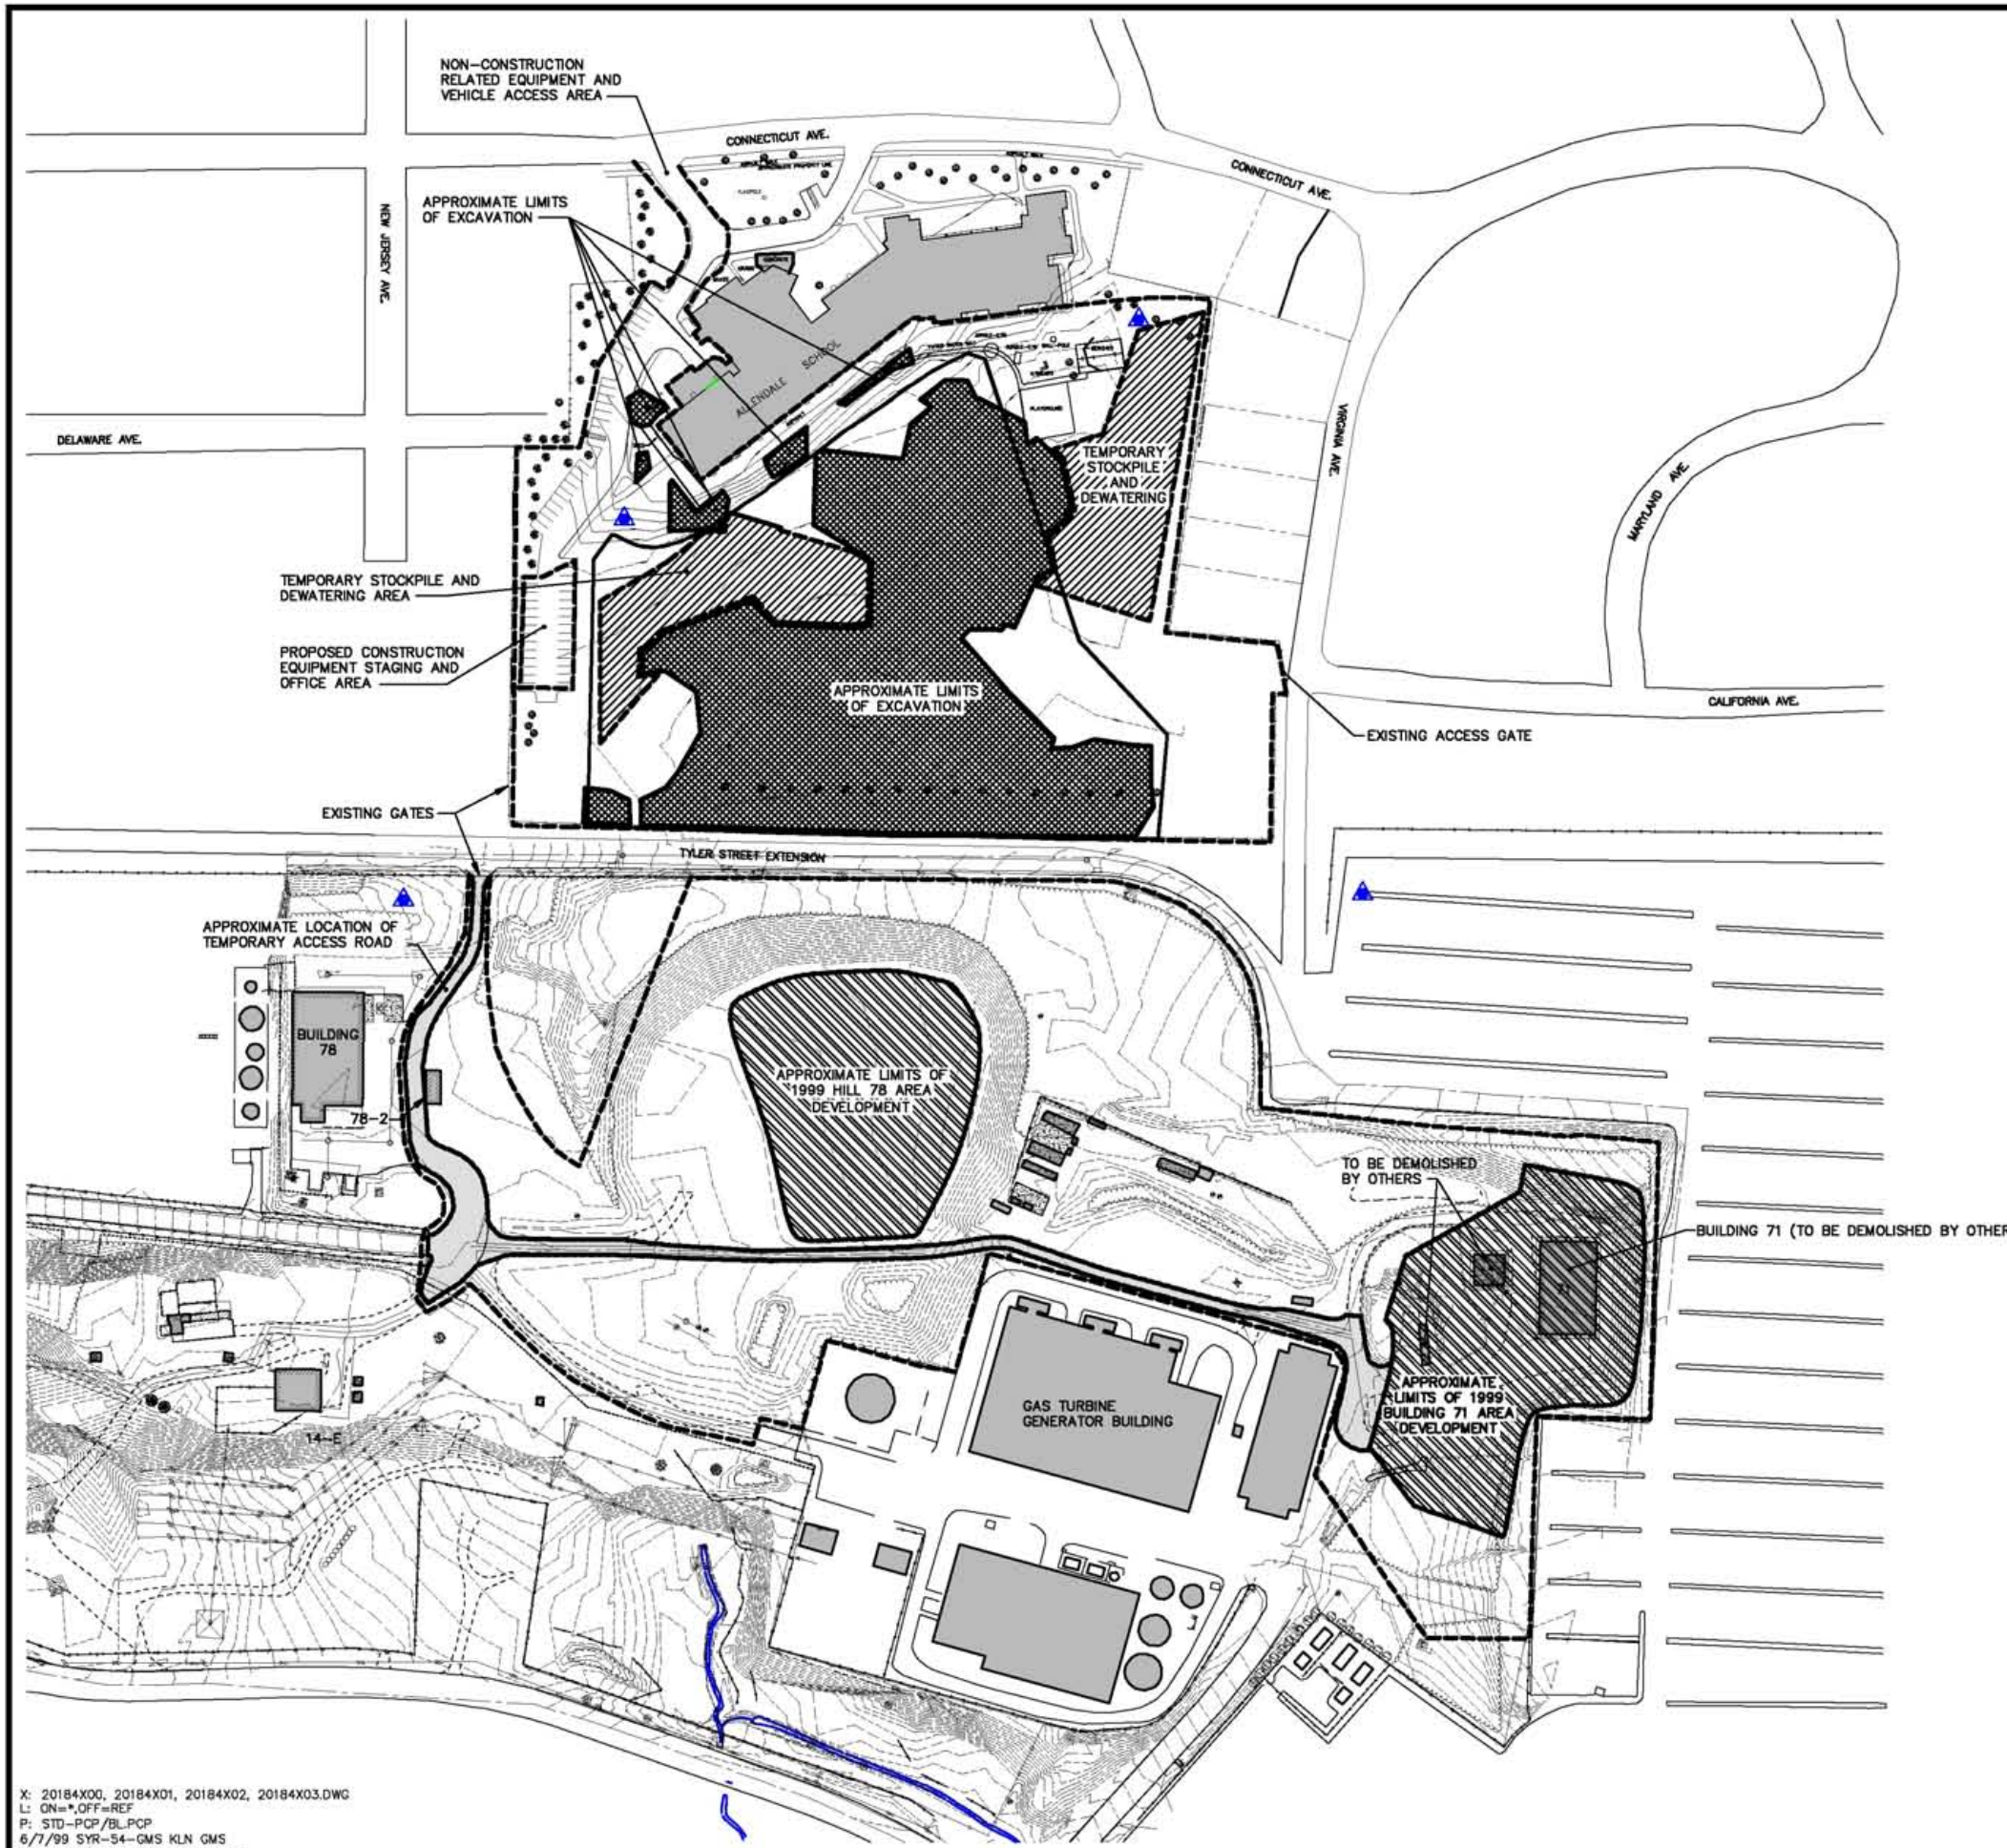 NON-CONSTRUCTION
RELATED EQUIPMENT AND
VEHICLE ACCESS AREA
CONNECTICUT AVE.
CONNECTICUT AVE.
APPROXIMATE LIMITS
OF EXCAVATION
NEW JERSEY AVE.
ALLENDALE SCHOOL
PLAYGROUND
DELAWARE AVE.
VIRGINIA AVE.
MARYLAND AVE.
TEMPORARY
STOCKPILE
AND
DEWATERING
TEMPORARY STOCKPILE AND
DEWATERING AREA
PROPOSED CONSTRUCTION
EQUIPMENT STAGING AND
OFFICE AREA
APPROXIMATE LIMITS
OF EXCAVATION
CALIFORNIA AVE.
EXISTING ACCESS GATE
EXISTING GATES
TYLER STREET EXTENSION
APPROXIMATE LOCATION OF
TEMPORARY ACCESS ROAD
BUILDING
78
APPROXIMATE LIMITS OF
1999 HILL 78 AREA
DEVELOPMENT
78-2
TO BE DEMOLISHED
BY OTHERS
BUILDING 71 (TO BE DEMOLISHED BY OTHER
71
APPROXIMATE
LIMITS OF 1999
BUILDING 71 AREA
DEVELOPMENT
GAS TURBINE
GENERATOR BUILDING
14-E
X: 20184X00, 20184X01, 20184X02, 20184X03.DWG
L: ON=*,OFF=REF
P: STD-PCP/BL.PCP
6/7/99 SYR-54-GMS KLN GMS